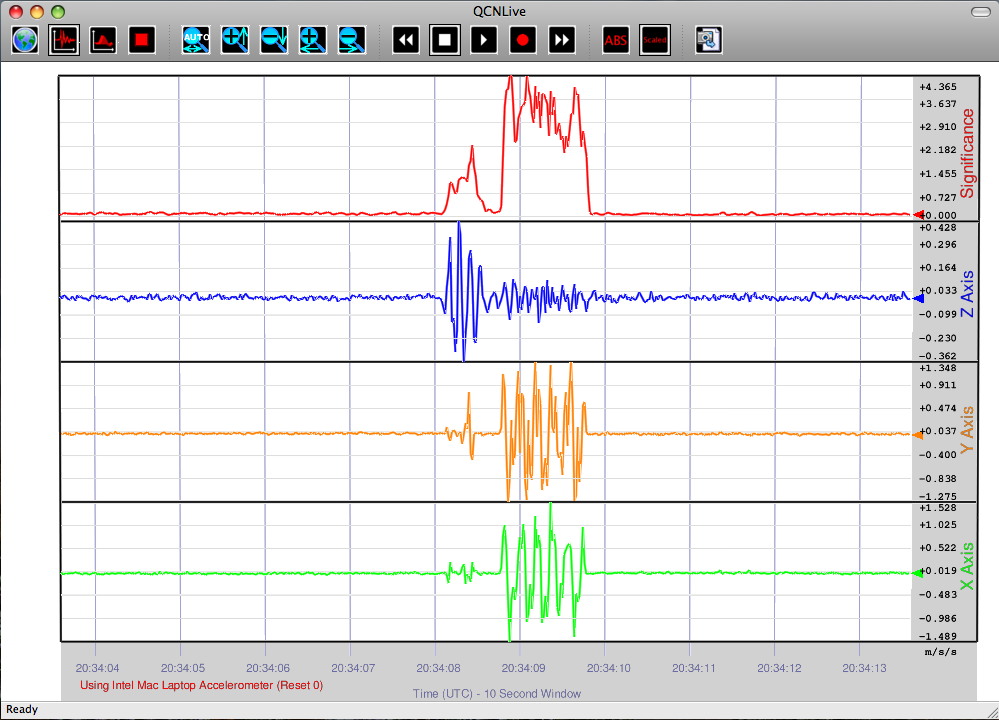 QCNLive
AUTO
ABS
Scaled
+4.365
+3.637
+2.910
+2.182
+1.455
+0.727
+0.000
Significance
+0.428
+0.296
+0.164
+0.033
-0.099
-0.230
-0.362
Z Axis
+1.348
+0.911
+0.474
+0.037
-0.400
-0.838
-1.275
Y Axis
+1.528
+1.025
+0.522
+0.019
-0.483
-0.986
-1.489
X Axis
m/s/s
20:34:04 20:34:05 20:34:06 20:34:07 20:34:08 20:34:09 20:34:10 20:34:11 20:34:12 20:34:13
Using Intel Mac Laptop Accelerometer (Reset 0)
Time (UTC) - 10 Second Window
Ready